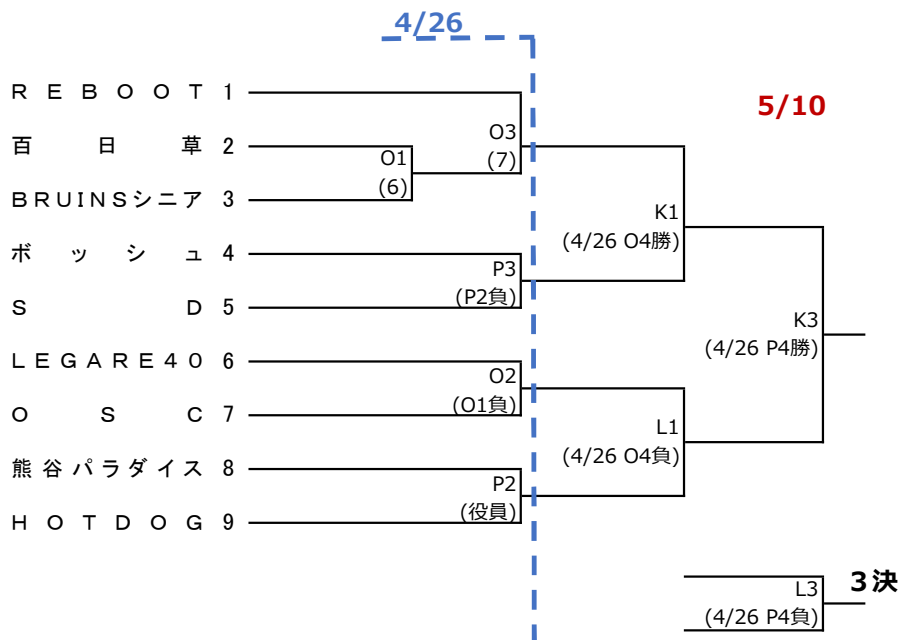 4/26
5/10
ＲＥＢＯＯＴ 1
百日草 2
ＢＲＵＩＮＳシニア 3
ボッシュ 4
ＳＤ 5
ＬＥＧＡＲＥ４０ 6
ＯＳＣ 7
熊谷パラダイス 8
ＨＯＴＤＯＧ 9
O1
(6)
O3
(7)
P3
(P2負)
O2
(O1負)
P2
(役員)
K1
(4/26 O4勝)
L1
(4/26 O4負)
K3
(4/26 P4勝)
L3
(4/26 P4負)
３決